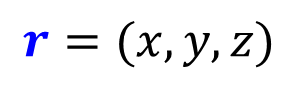 r = (x, y, z)